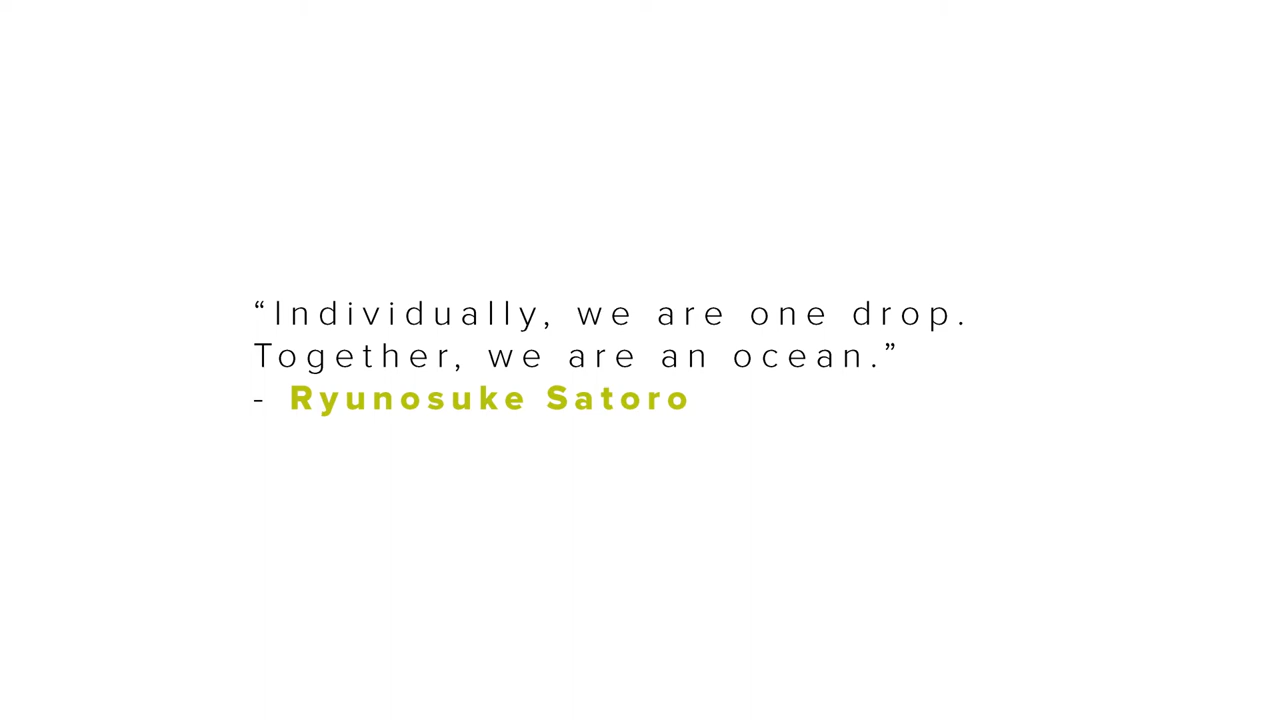 “Individually, we are one drop.
Together, we are an ocean.”
- Ryunosuke Satoro